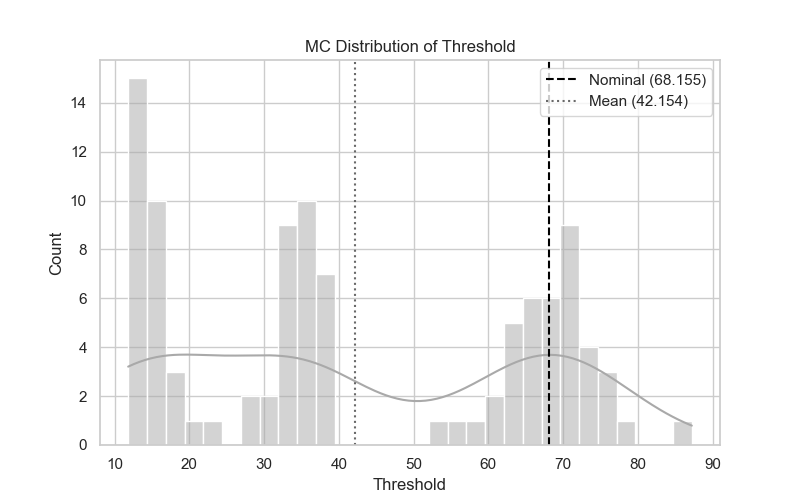 MC Distribution of Threshold
Nominal (68.155)
Mean (42.154)
Count
14
12
10
8
6
4
2
0
10 20 30 40 50 60 70 80 90
Threshold